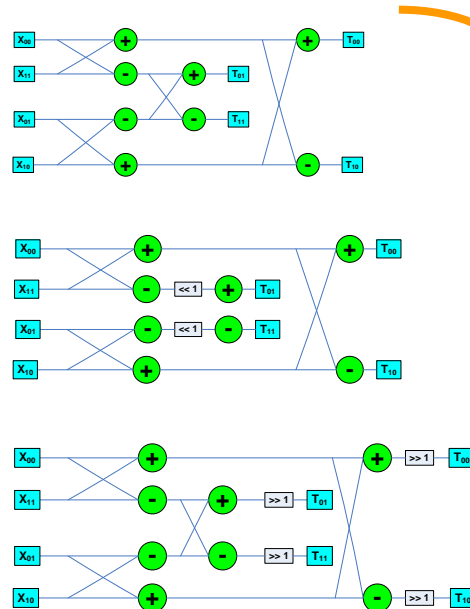 X00 + + T00
X11 - + T01
X01 - - T11
X10 + - T10
X00 + + T00
X11 - << 1 + T01
X01 - << 1 - T11
X10 + - T10
X00 + + >> 1 T00
X11 - + >> 1 T01
X01 - - >> 1 T11
X10 + - >> 1 T10